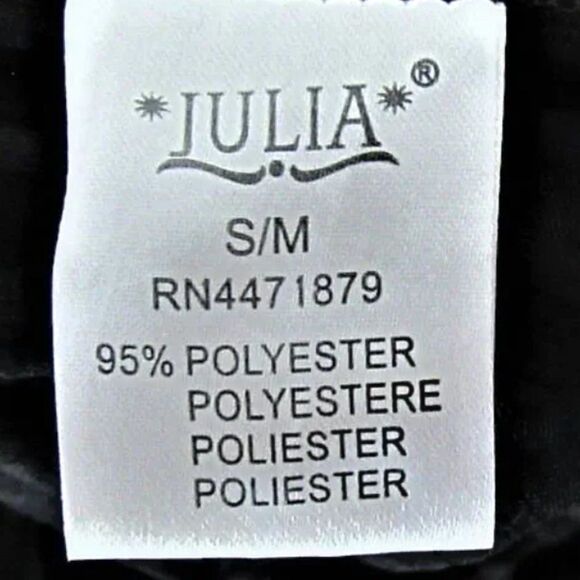 *JULIA*®
S/M
RN4471879
95% POLYESTER
POLYESTERE
POLIESTER
POLIESTER